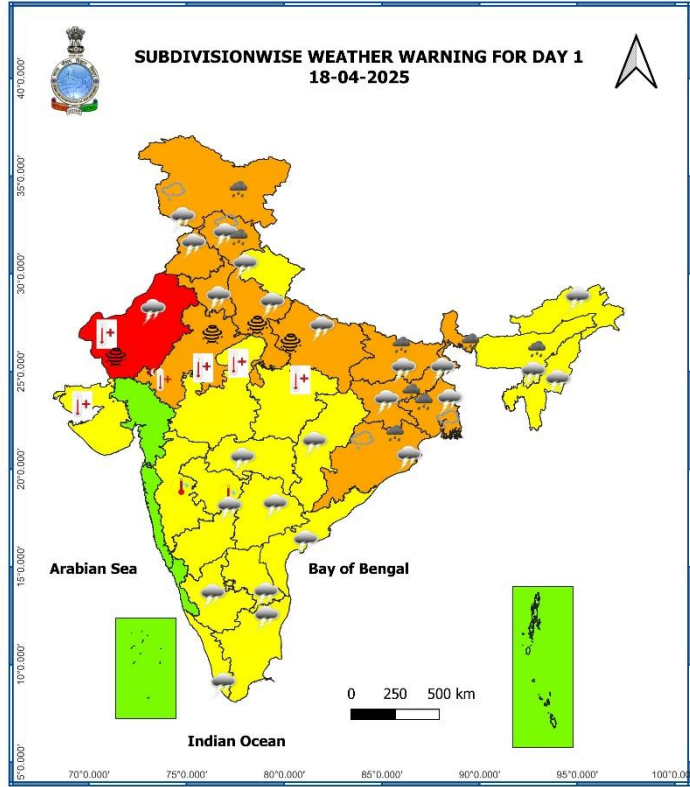 SUBDIVISIONWISE WEATHER WARNING FOR DAY 1
18-04-2025
40°0.000'
35°0.000'
30°0.000'
25°0.000'
20°0.000'
15°0.000'
10°0.000'
5°0.000'
Arabian Sea
Bay of Bengal
0 250 500 km
Indian Ocean
70°0.000' 75°0.000' 80°0.000' 85°0.000' 90°0.000' 95°0.000' 100°0.000'